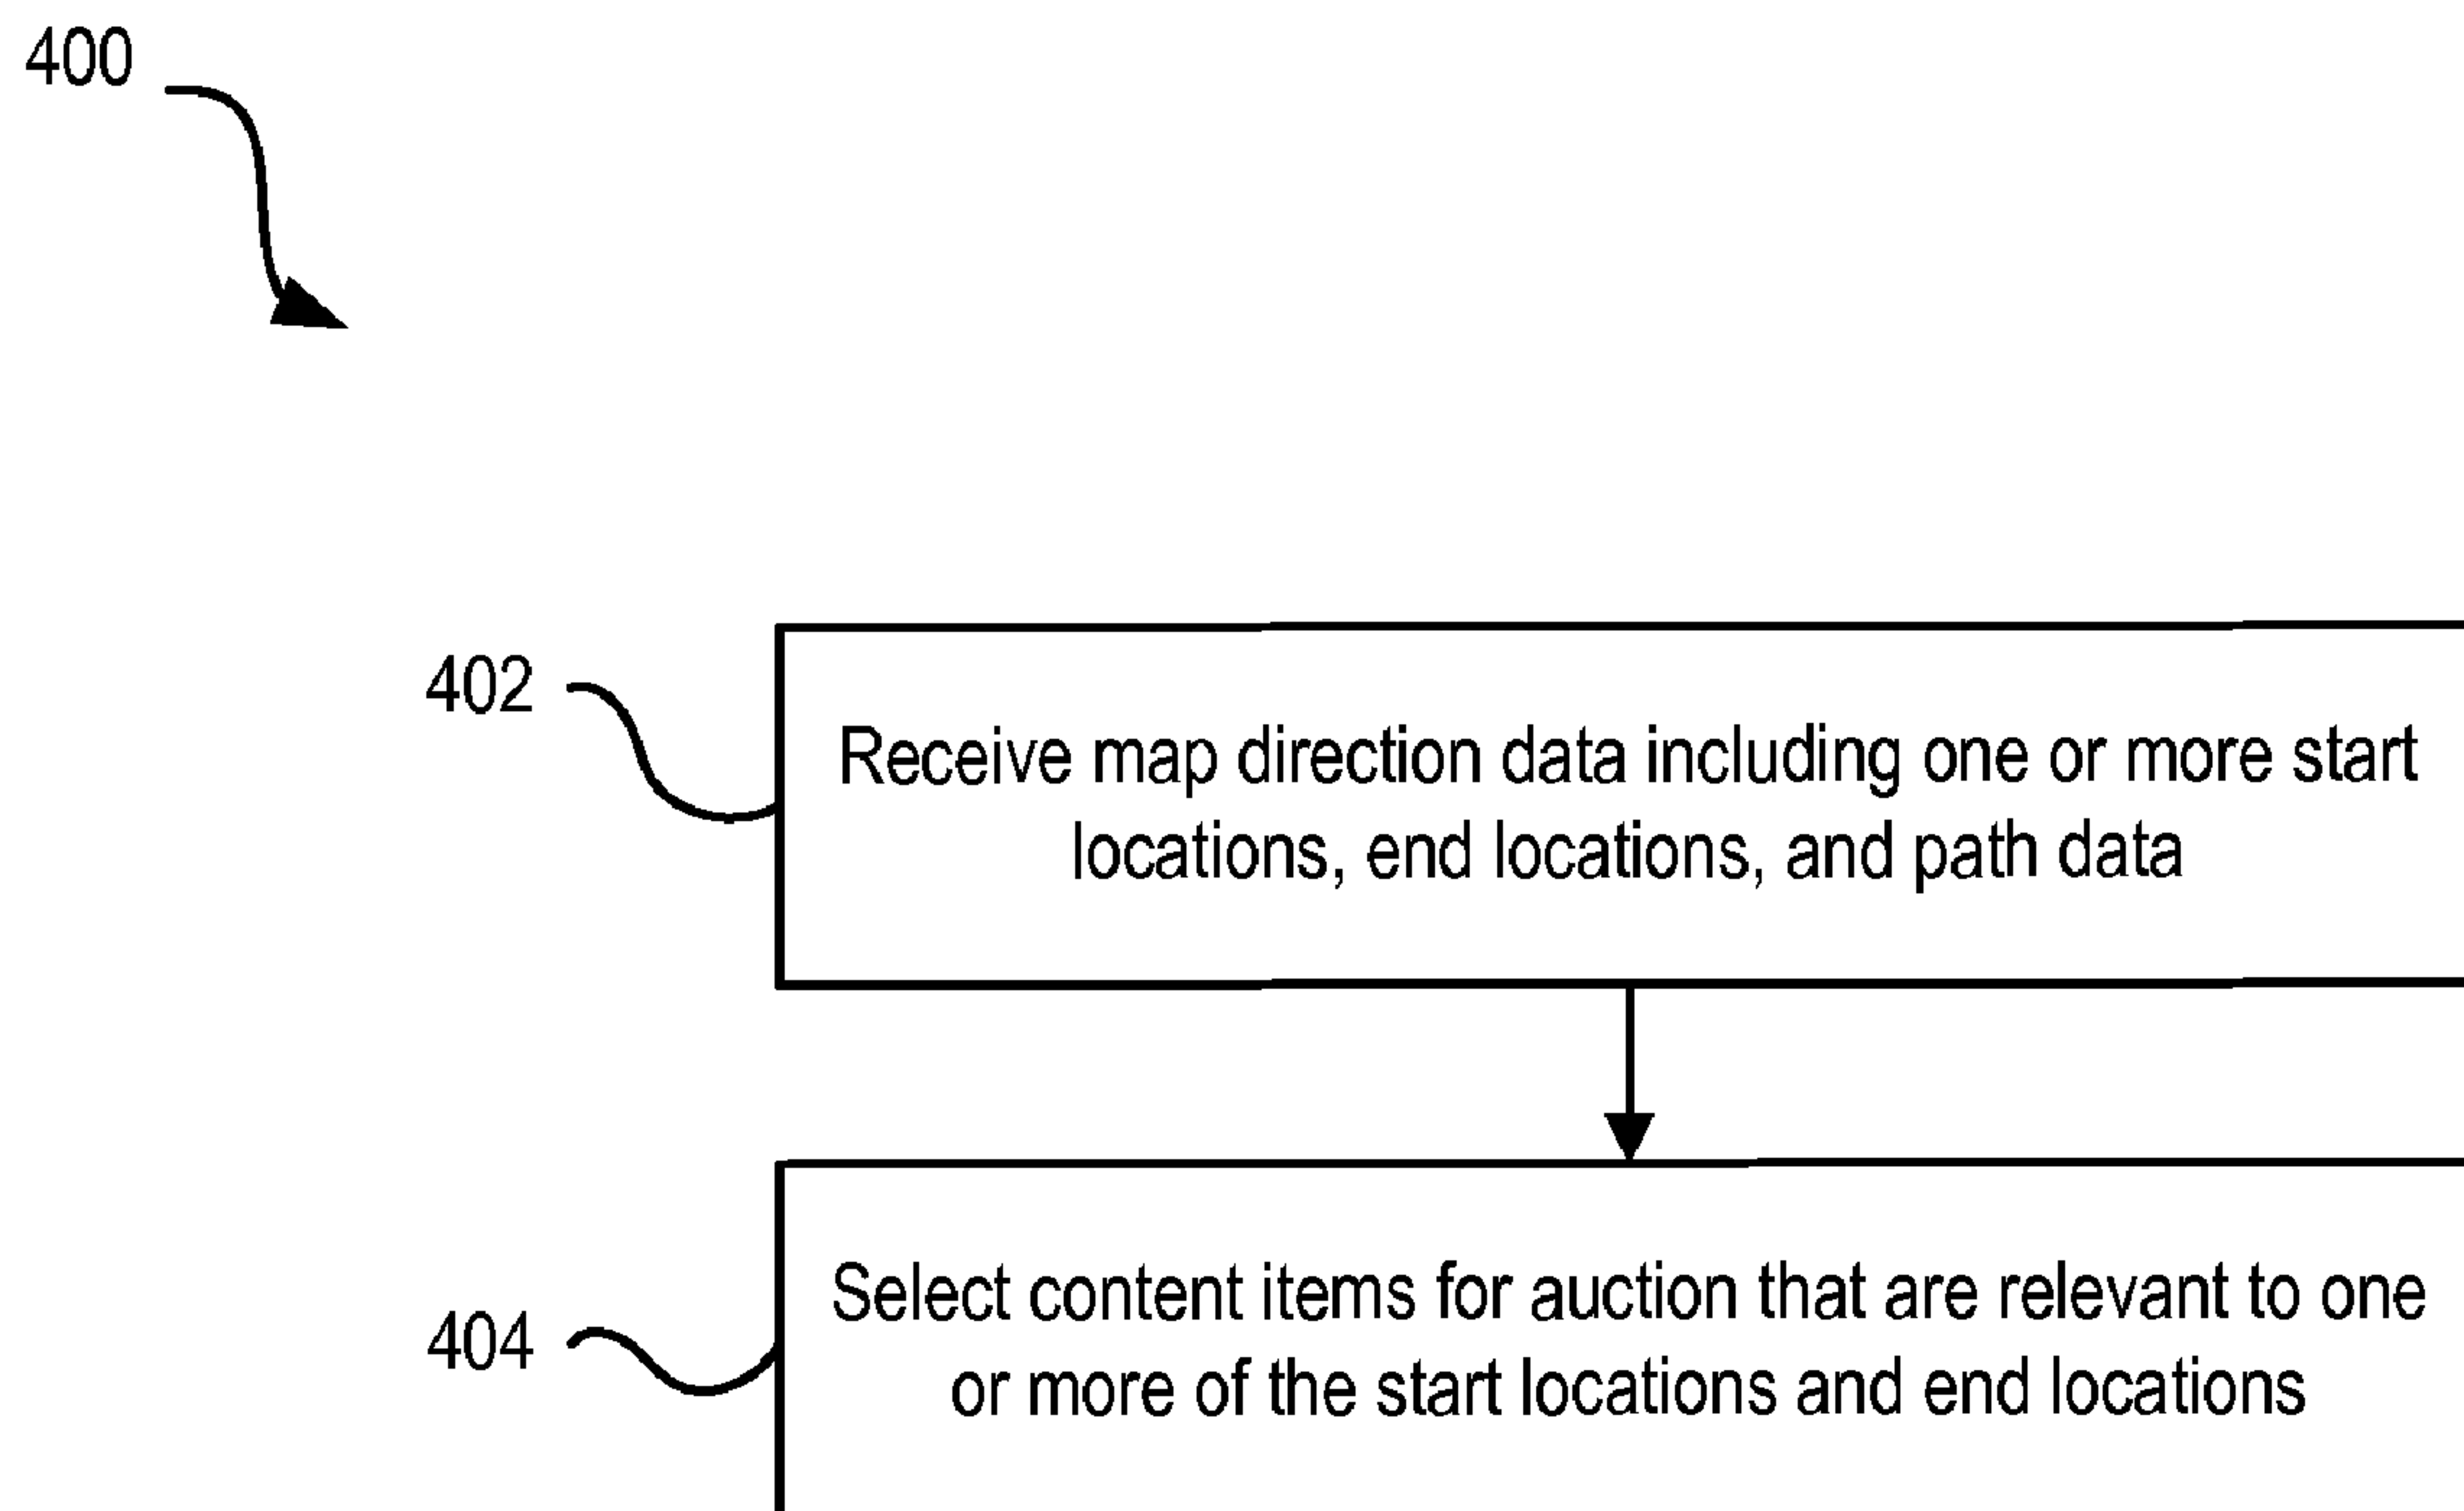 400
402
Receive map direction data including one or more start
locations, end locations, and path data
404
Select content items for auction that are relevant to one
or more of the start locations and end locations